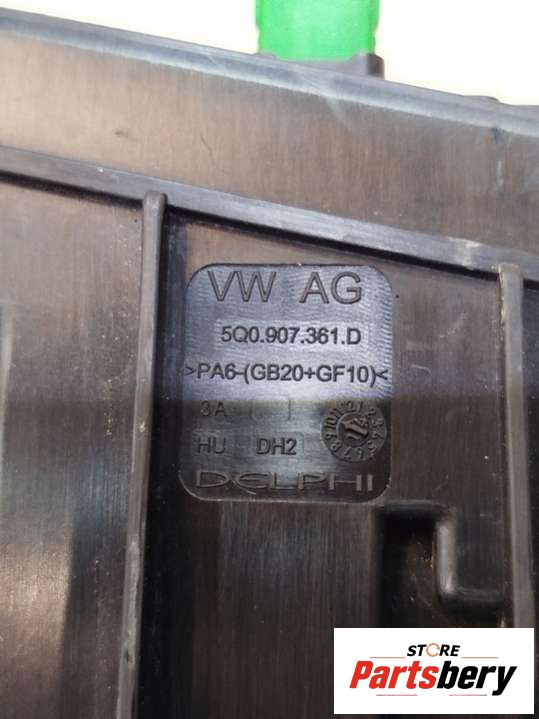 VW AG
5Q0.907.361.D
>PA6-(GB20+GF10)<
3A
HU DH2
DELPHI
STORE
Partsbery